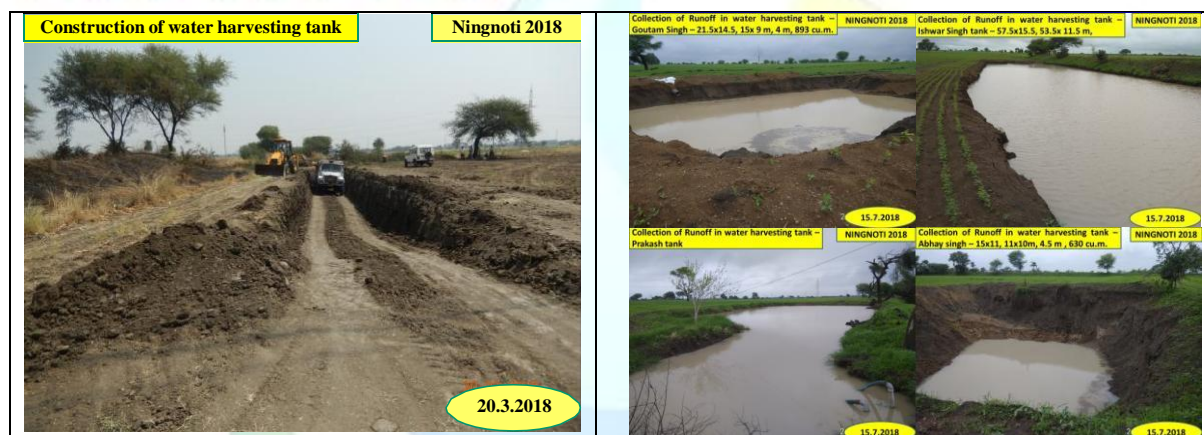 Construction of water harvesting tank
Ningnoti 2018
20.3.2018
Collection of Runoff in water harvesting tank –
Goutam Singh – 21.5x14.5, 15x 9 m, 4 m, 893 cu.m.
NINGNOTI 2018
15.7.2018
Collection of Runoff in water harvesting tank –
Ishwar Singh tank – 57.5x15.5, 53.5x 11.5 m,
NINGNOTI 2018
15.7.2018
Collection of Runoff in water harvesting tank –
Prakash tank
NINGNOTI 2018
15.7.2018
Collection of Runoff in water harvesting tank –
Abhay singh – 15x11, 11x10m, 4.5 m , 630 cu.m.
NINGNOTI 2018
15.7.2018